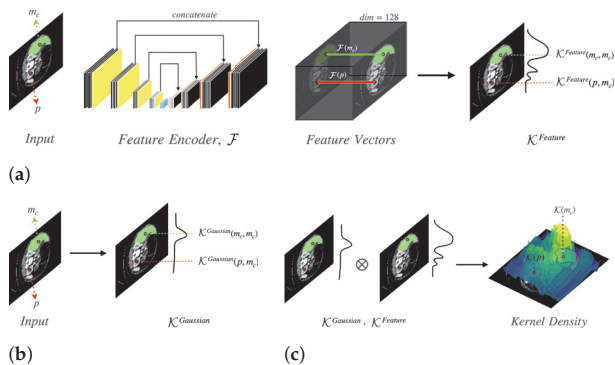 concatenate
dim = 128
m_c
p
F(m_c)
F(p)
K^Feature(m_c, m_c)
K^Feature(p, m_c)
Input
Feature Encoder, F
Feature Vectors
K^Feature
(a)
m_c
p
K^Gaussian(m_c, m_c)
K^Gaussian(p, m_c)
K(m_c)
K(p)
Input
K^Gaussian
K^Gaussian . K^Feature
Kernel Density
(b)
(c)